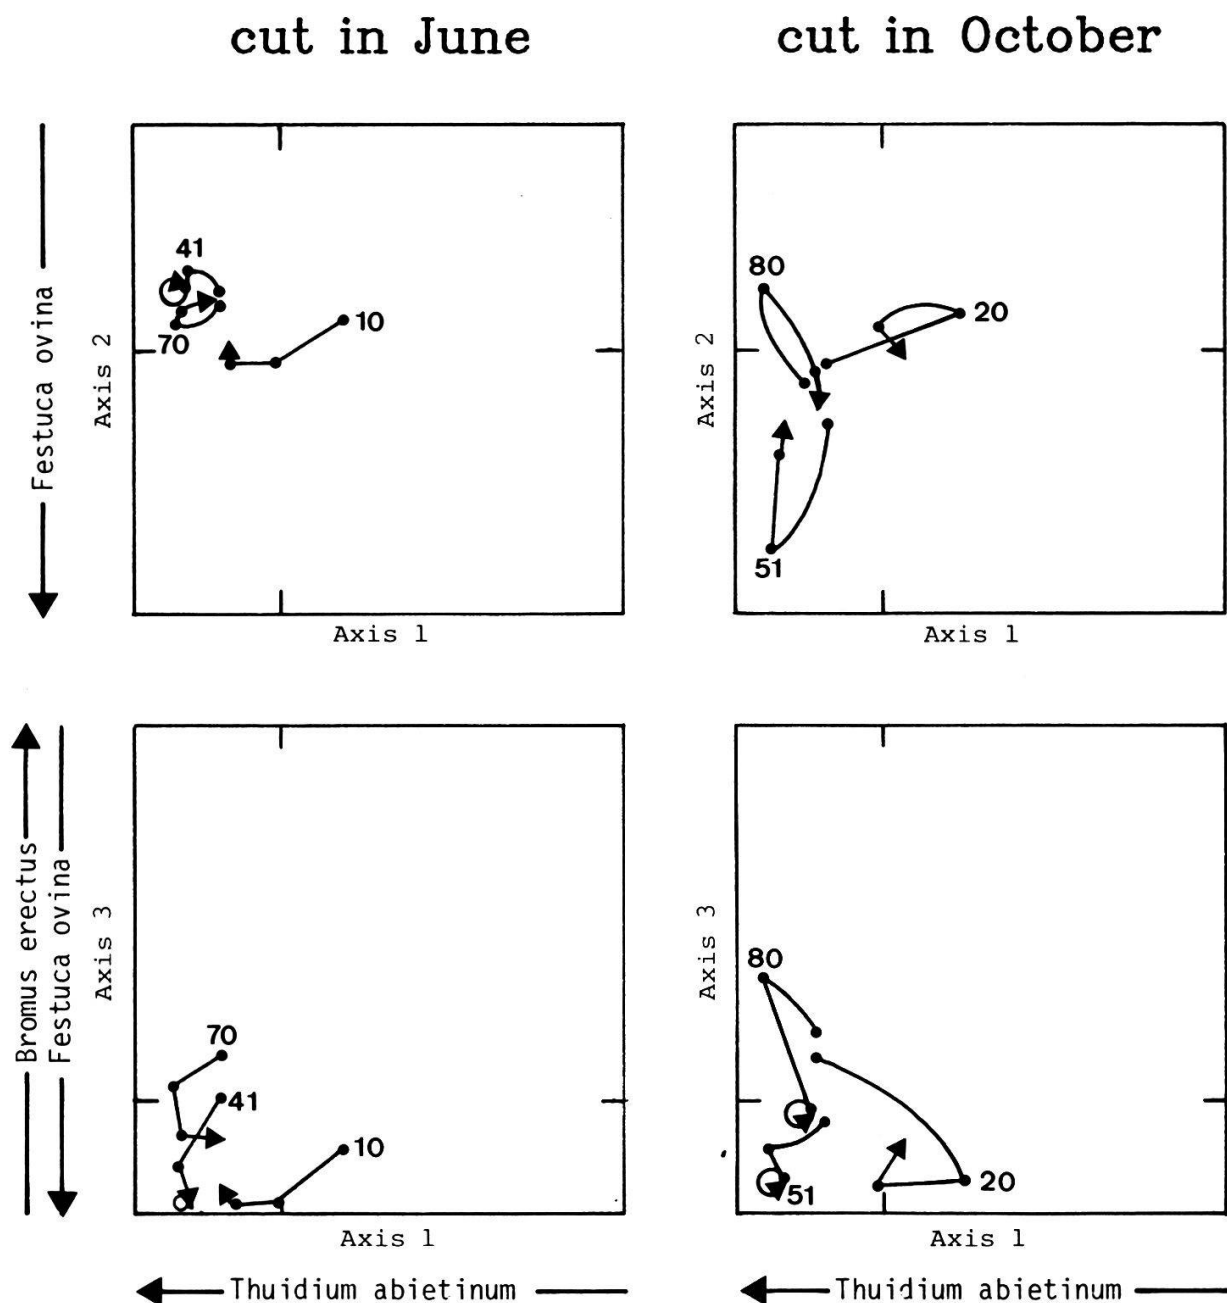 cut in June
cut in October
Festuca ovina
Axis 2
41
70
10
Axis 1
Axis 2
80
20
51
Axis 1
Bromus erectus
Festuca ovina
Axis 3
70
41
10
Axis 1
Thuidium abietinum
Axis 3
80
51
20
Axis 1
Thuidium abietinum